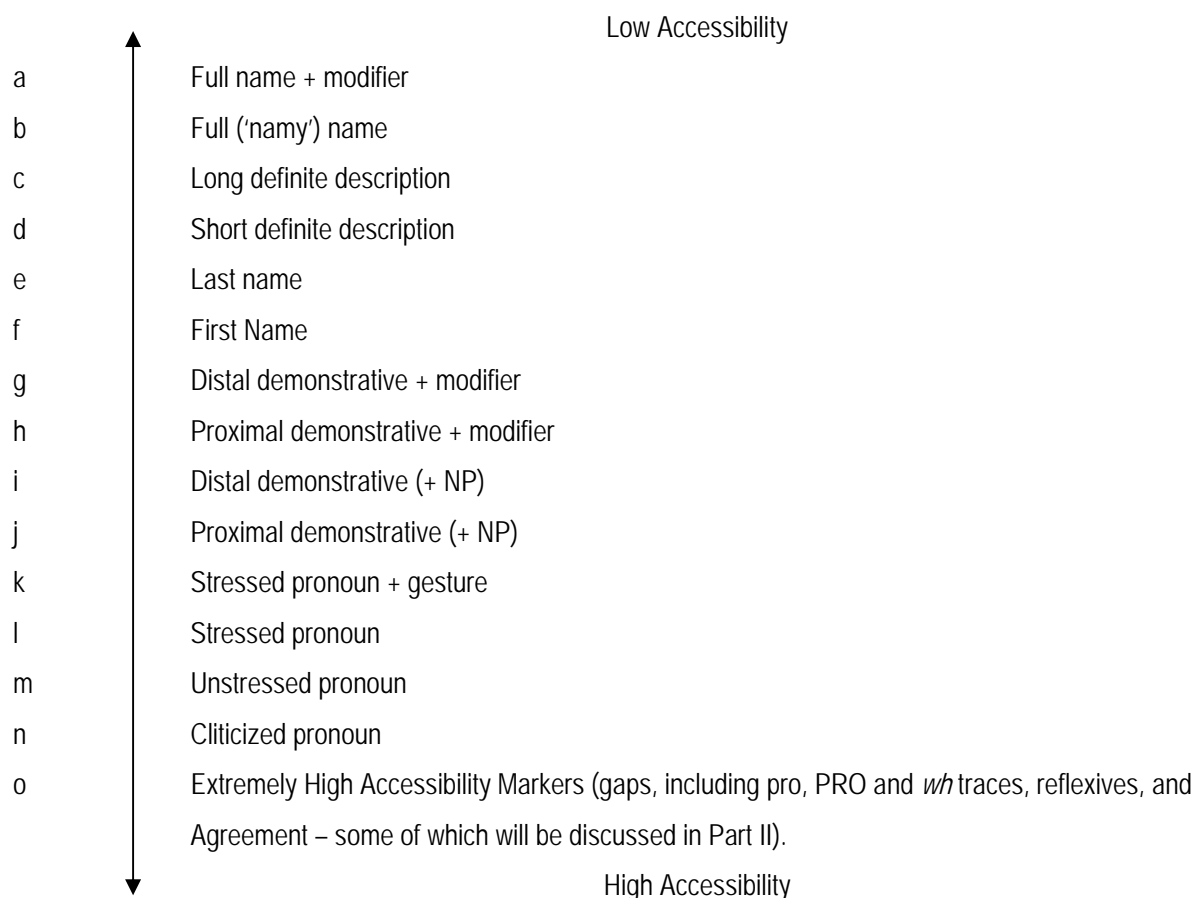 Low Accessibility
a Full name + modifier
b Full (‘namy’) name
c Long definite description
d Short definite description
e Last name
f First Name
g Distal demonstrative + modifier
h Proximal demonstrative + modifier
i Distal demonstrative (+ NP)
j Proximal demonstrative (+ NP)
k Stressed pronoun + gesture
l Stressed pronoun
m Unstressed pronoun
n Cliticized pronoun
o Extremely High Accessibility Markers (gaps, including pro, PRO and wh traces, reflexives, and
Agreement – some of which will be discussed in Part II).
High Accessibility